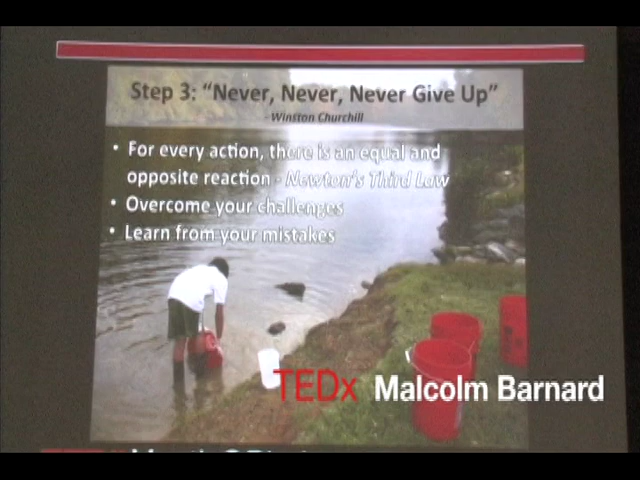 Step 3: “Never, Never, Never Give Up”
- Winston Churchill
• For every action, there is an equal and
opposite reaction - Newton's Third Law
• Overcome your challenges
• Learn from your mistakes
TEDx Malcolm Barnard